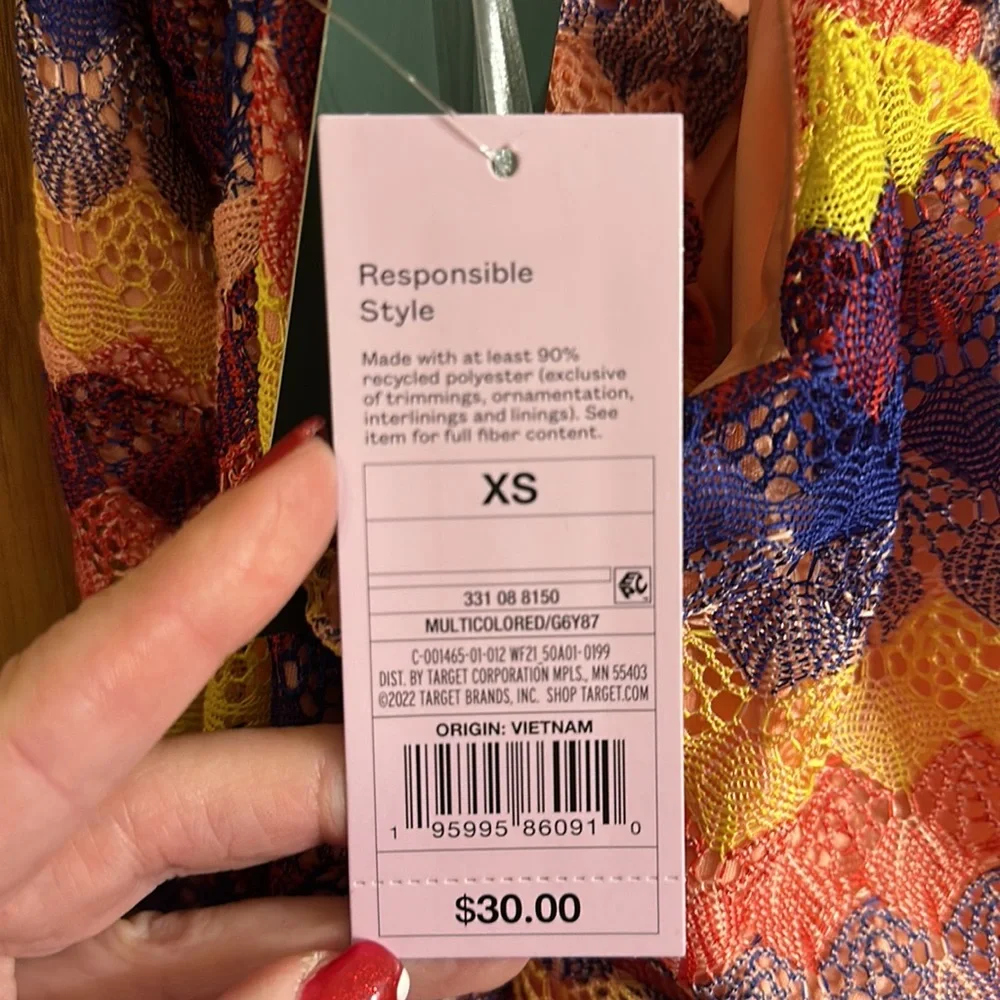 Responsible
Style
Made with at least 90%
recycled polyester (exclusive
of trimmings, ornamentation,
interlinings and linings). See
item for full fiber content.
XS
331 08 8150
MULTICOLORED/G6Y87
C-001465-01-012 WF21 50A01-0199
DIST. BY TARGET CORPORATION MPLS., MN 55403
©2022 TARGET BRANDS, INC. SHOP TARGET.COM
ORIGIN: VIETNAM
1 95995 86091 0
$30.00